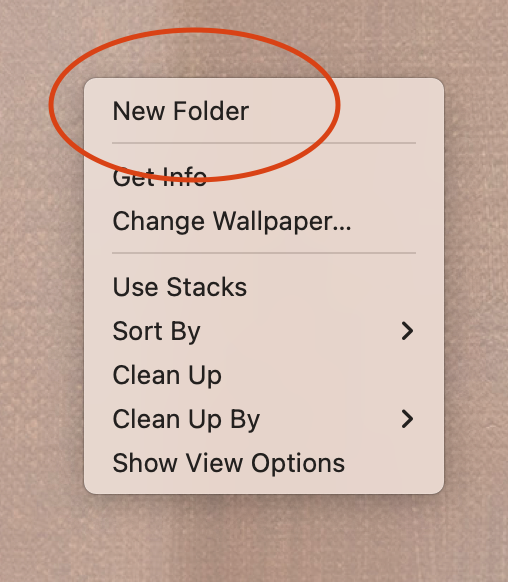 New Folder
Get Info
Change Wallpaper...
Use Stacks
Sort By
Clean Up
Clean Up By
Show View Options